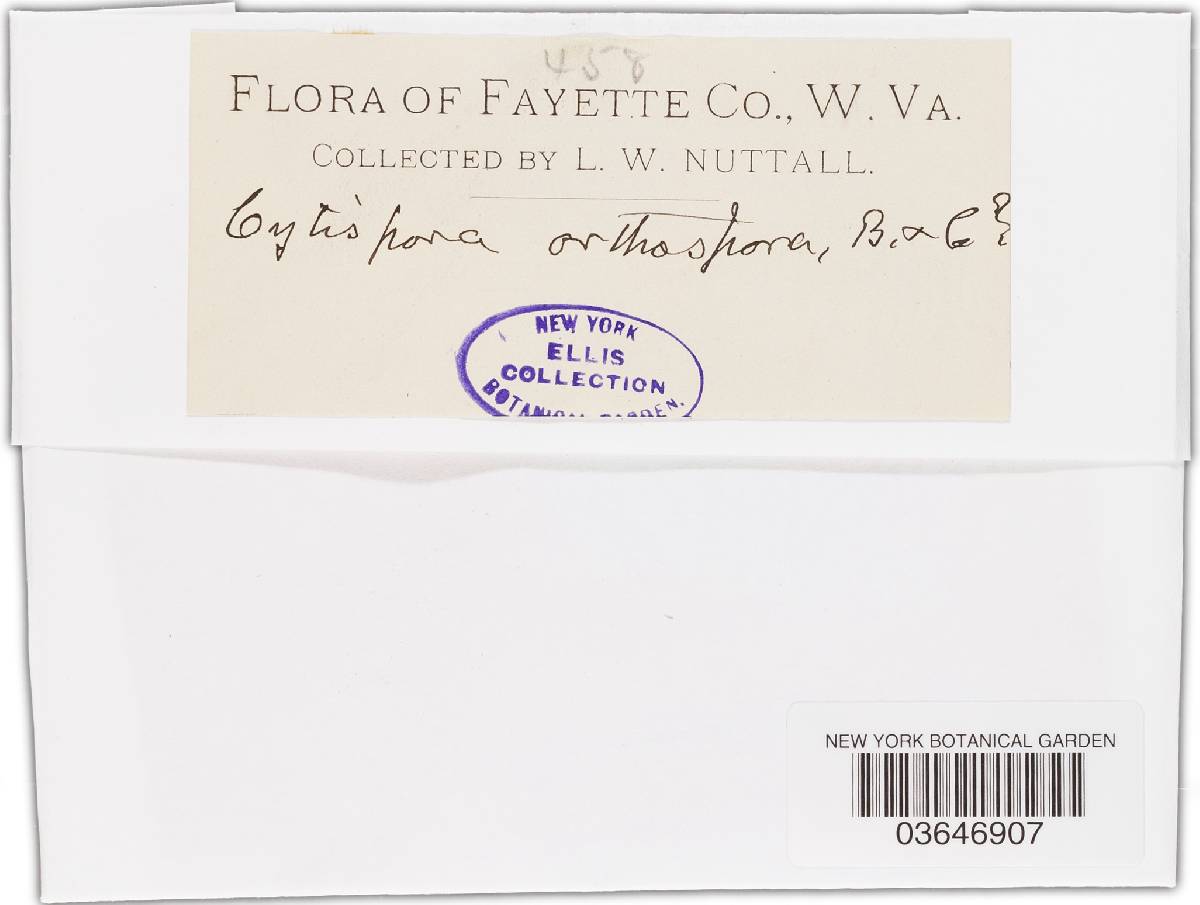 458
FLORA OF FAYETTE CO., W. VA.
COLLECTED BY L. W. NUTTALL.
Cytispora orthospora, B. & C?
NEW YORK
ELLIS
COLLECTION
BOTANICAL GARDEN.
NEW YORK BOTANICAL GARDEN
03646907